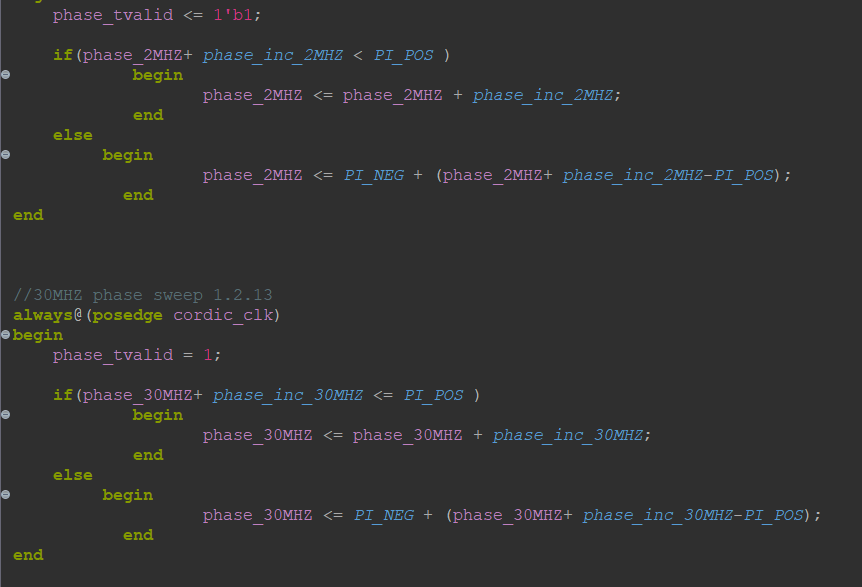 phase_tvalid <= 1'b1;
if(phase_2MHZ+ phase_inc_2MHZ < PI_POS )
begin
phase_2MHZ <= phase_2MHZ + phase_inc_2MHZ;
end
else
begin
phase_2MHZ <= PI_NEG + (phase_2MHZ+ phase_inc_2MHZ-PI_POS);
end
end
//30MHZ phase sweep 1.2.13
always@(posedge cordic_clk)
begin
phase_tvalid = 1;
if(phase_30MHZ+ phase_inc_30MHZ <= PI_POS )
begin
phase_30MHZ <= phase_30MHZ + phase_inc_30MHZ;
end
else
begin
phase_30MHZ <= PI_NEG + (phase_30MHZ+ phase_inc_30MHZ-PI_POS);
end
end